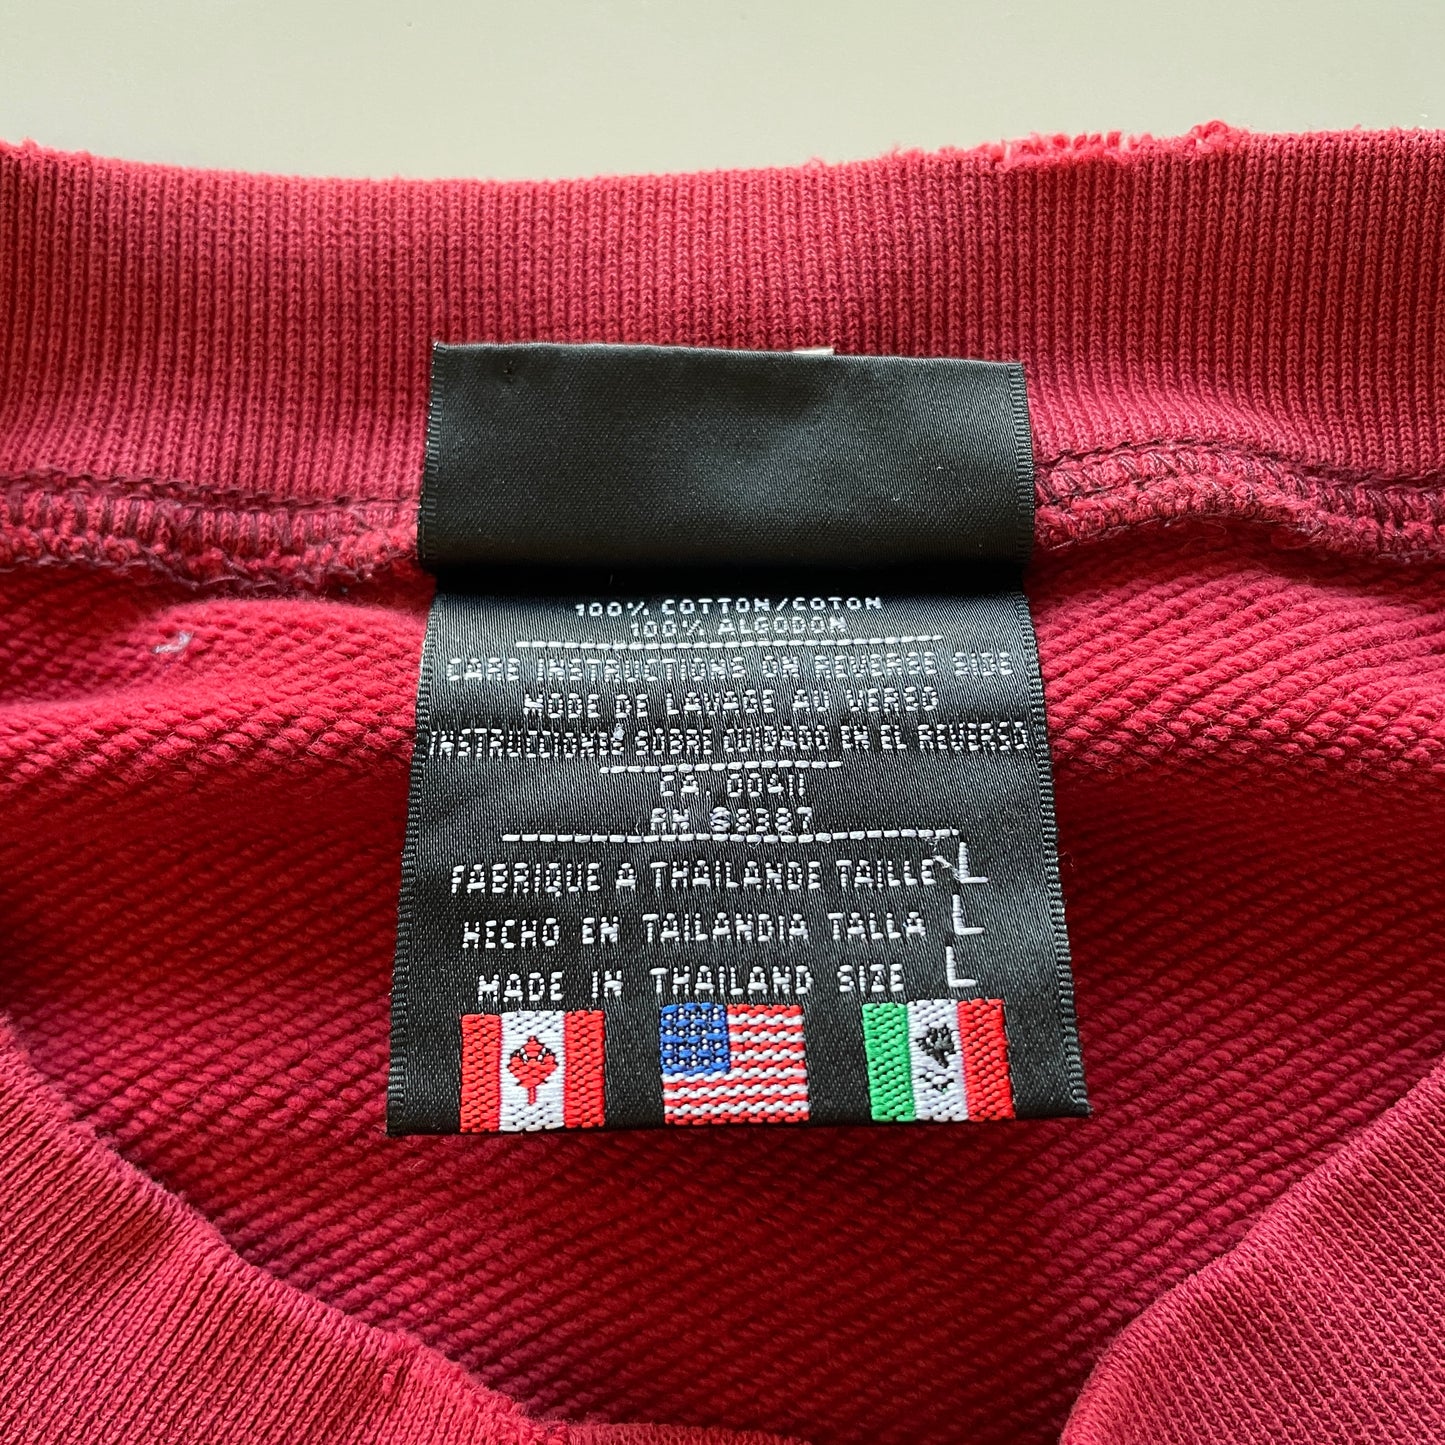 100% COTTON/COTON
100% ALGODON
CARE INSTRUCTIONS ON REVERSE SIDE
MODE DE LAVAGE AU VERSO
INSTRUCCIONES SOBRE CUIDADO EN EL REVERSO
CA. 00411
RN
FABRIQUE A THAILANDE TAILLE L
HECHO EN TAILANDIA TALLA L
MADE IN THAILAND SIZE L